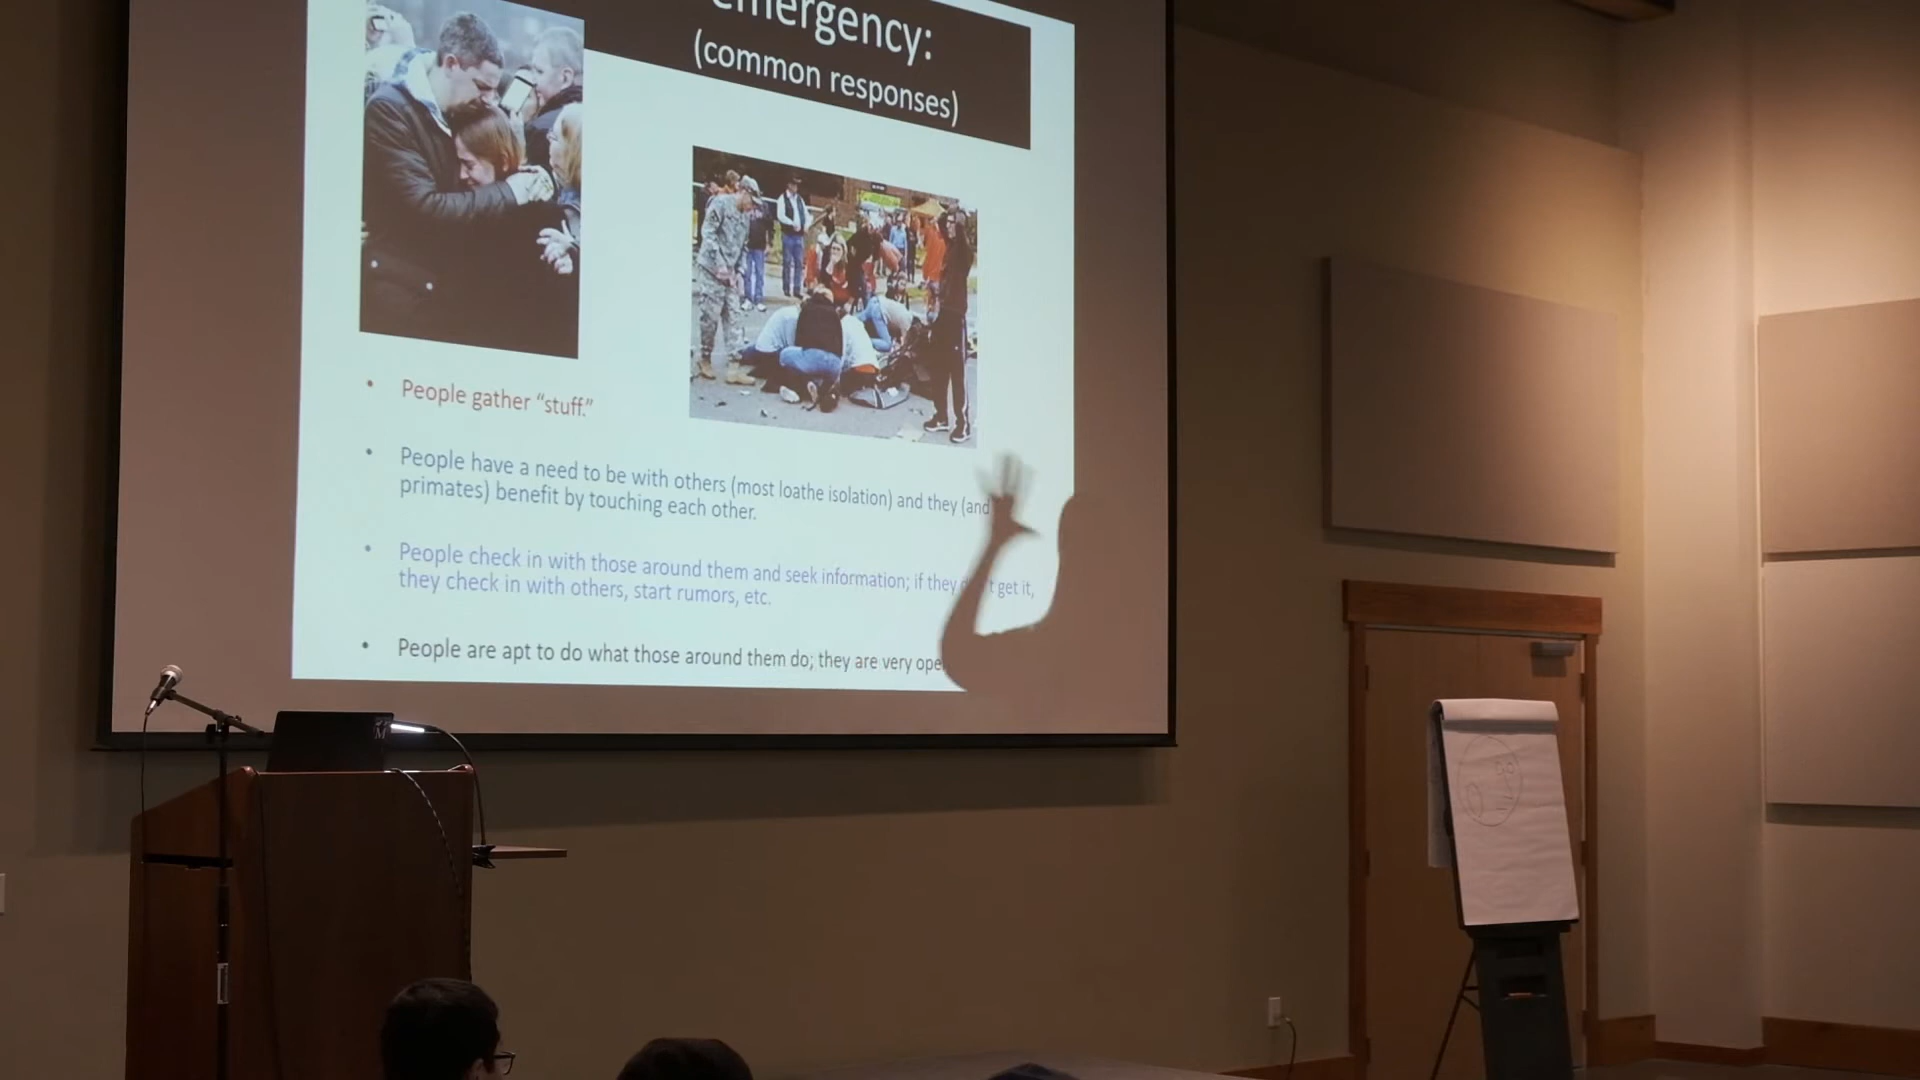 emergency:
(common responses)
• People gather “stuff.”
• People have a need to be with others (most loathe isolation) and they (and
primates) benefit by touching each other.
• People check in with those around them and seek information; if they get it,
they check in with others, start rumors, etc.
• People are apt to do what those around them do; they are very